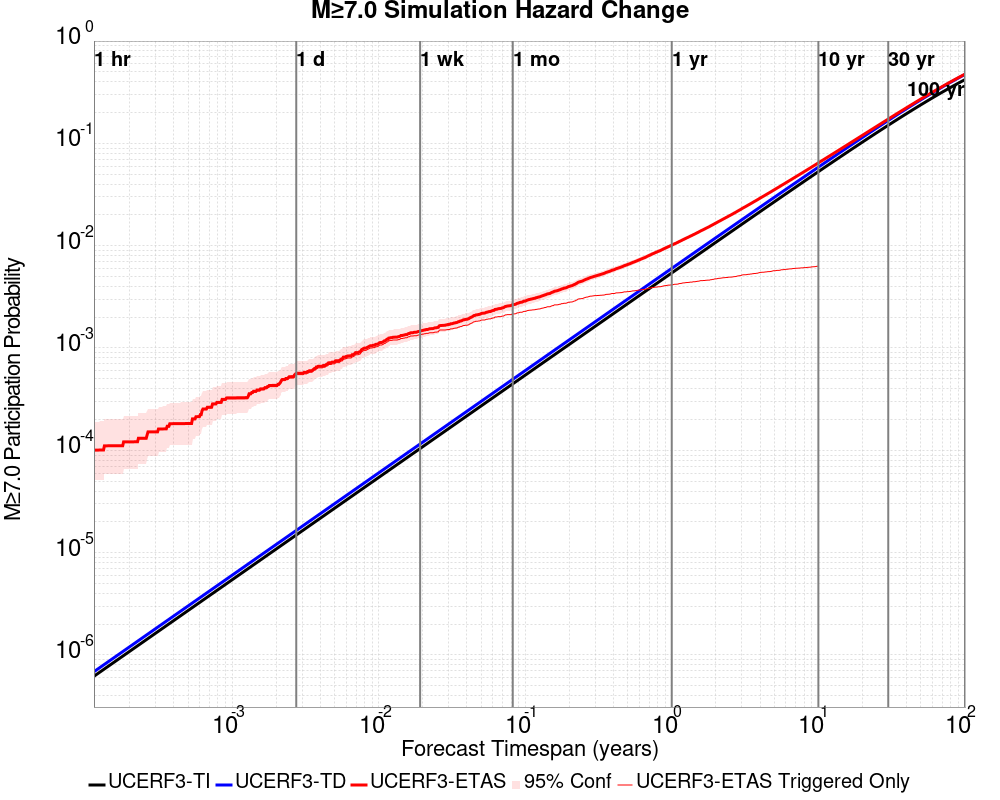 M≥7.0 Simulation Hazard Change
10^0
1 hr
1 d
1 wk
1 mo
1 yr
10 yr
30 yr
100 yr
10^-1
10^-2
10^-3
10^-4
10^-5
10^-6
M≥7.0 Participation Probability
10^-3
10^-2
10^-1
10^0
10^1
10^2
Forecast Timespan (years)
UCERF3-TI UCERF3-TD UCERF3-ETAS 95% Conf UCERF3-ETAS Triggered Only